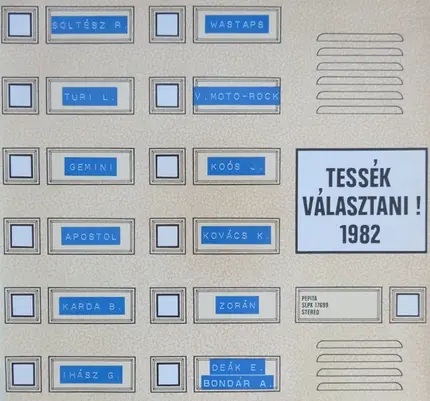 SOLTÉSZ R.
WASTAPS
TURI L.
V.MOTO-ROCK
GEMINI
KOÓS J.
APOSTOL
KOVÁCS K.
KARDA B.
ZORÁN
IHÁSZ G.
DEÁK E.
BONDÁR A.
TESSÉK
VÁLASZTANI !
1982
PEPITA
SLPX 17699
STEREO